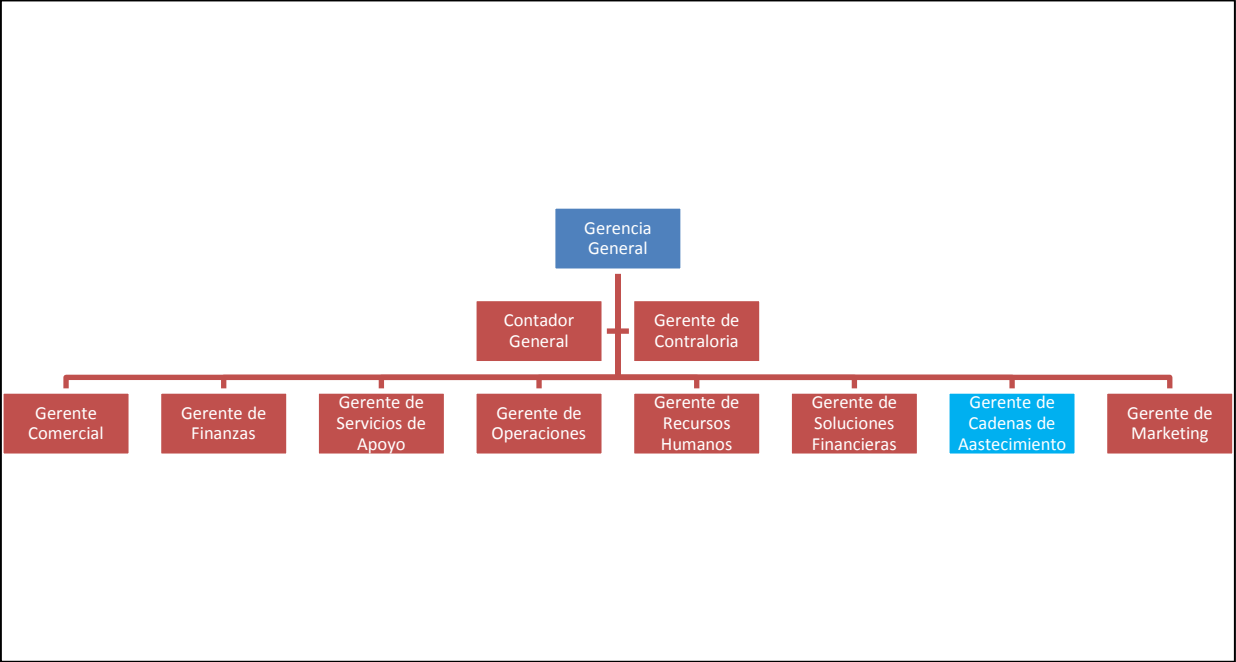 Gerencia
General
Contador
General
Gerente de
Contraloria
Gerente
Comercial
Gerente de
Finanzas
Gerente de
Servicios de
Apoyo
Gerente de
Operaciones
Gerente de
Recursos
Humanos
Gerente de
Soluciones
Financieras
Gerente de
Cadenas de
Aastecimiento
Gerente de
Marketing